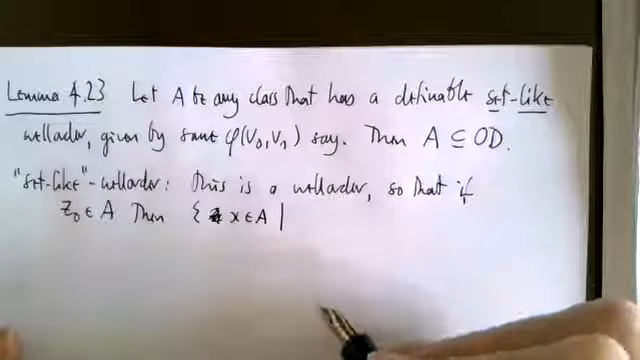 Lemma 4.23 Let A be any class that has a definable set-like
wellorder, given by some φ(v₀,v₁) say. Then A ⊆ OD.
"set-like"-wellorder: this is a wellorder, so that if
z₀ ∈ A Then { x ∈ A |